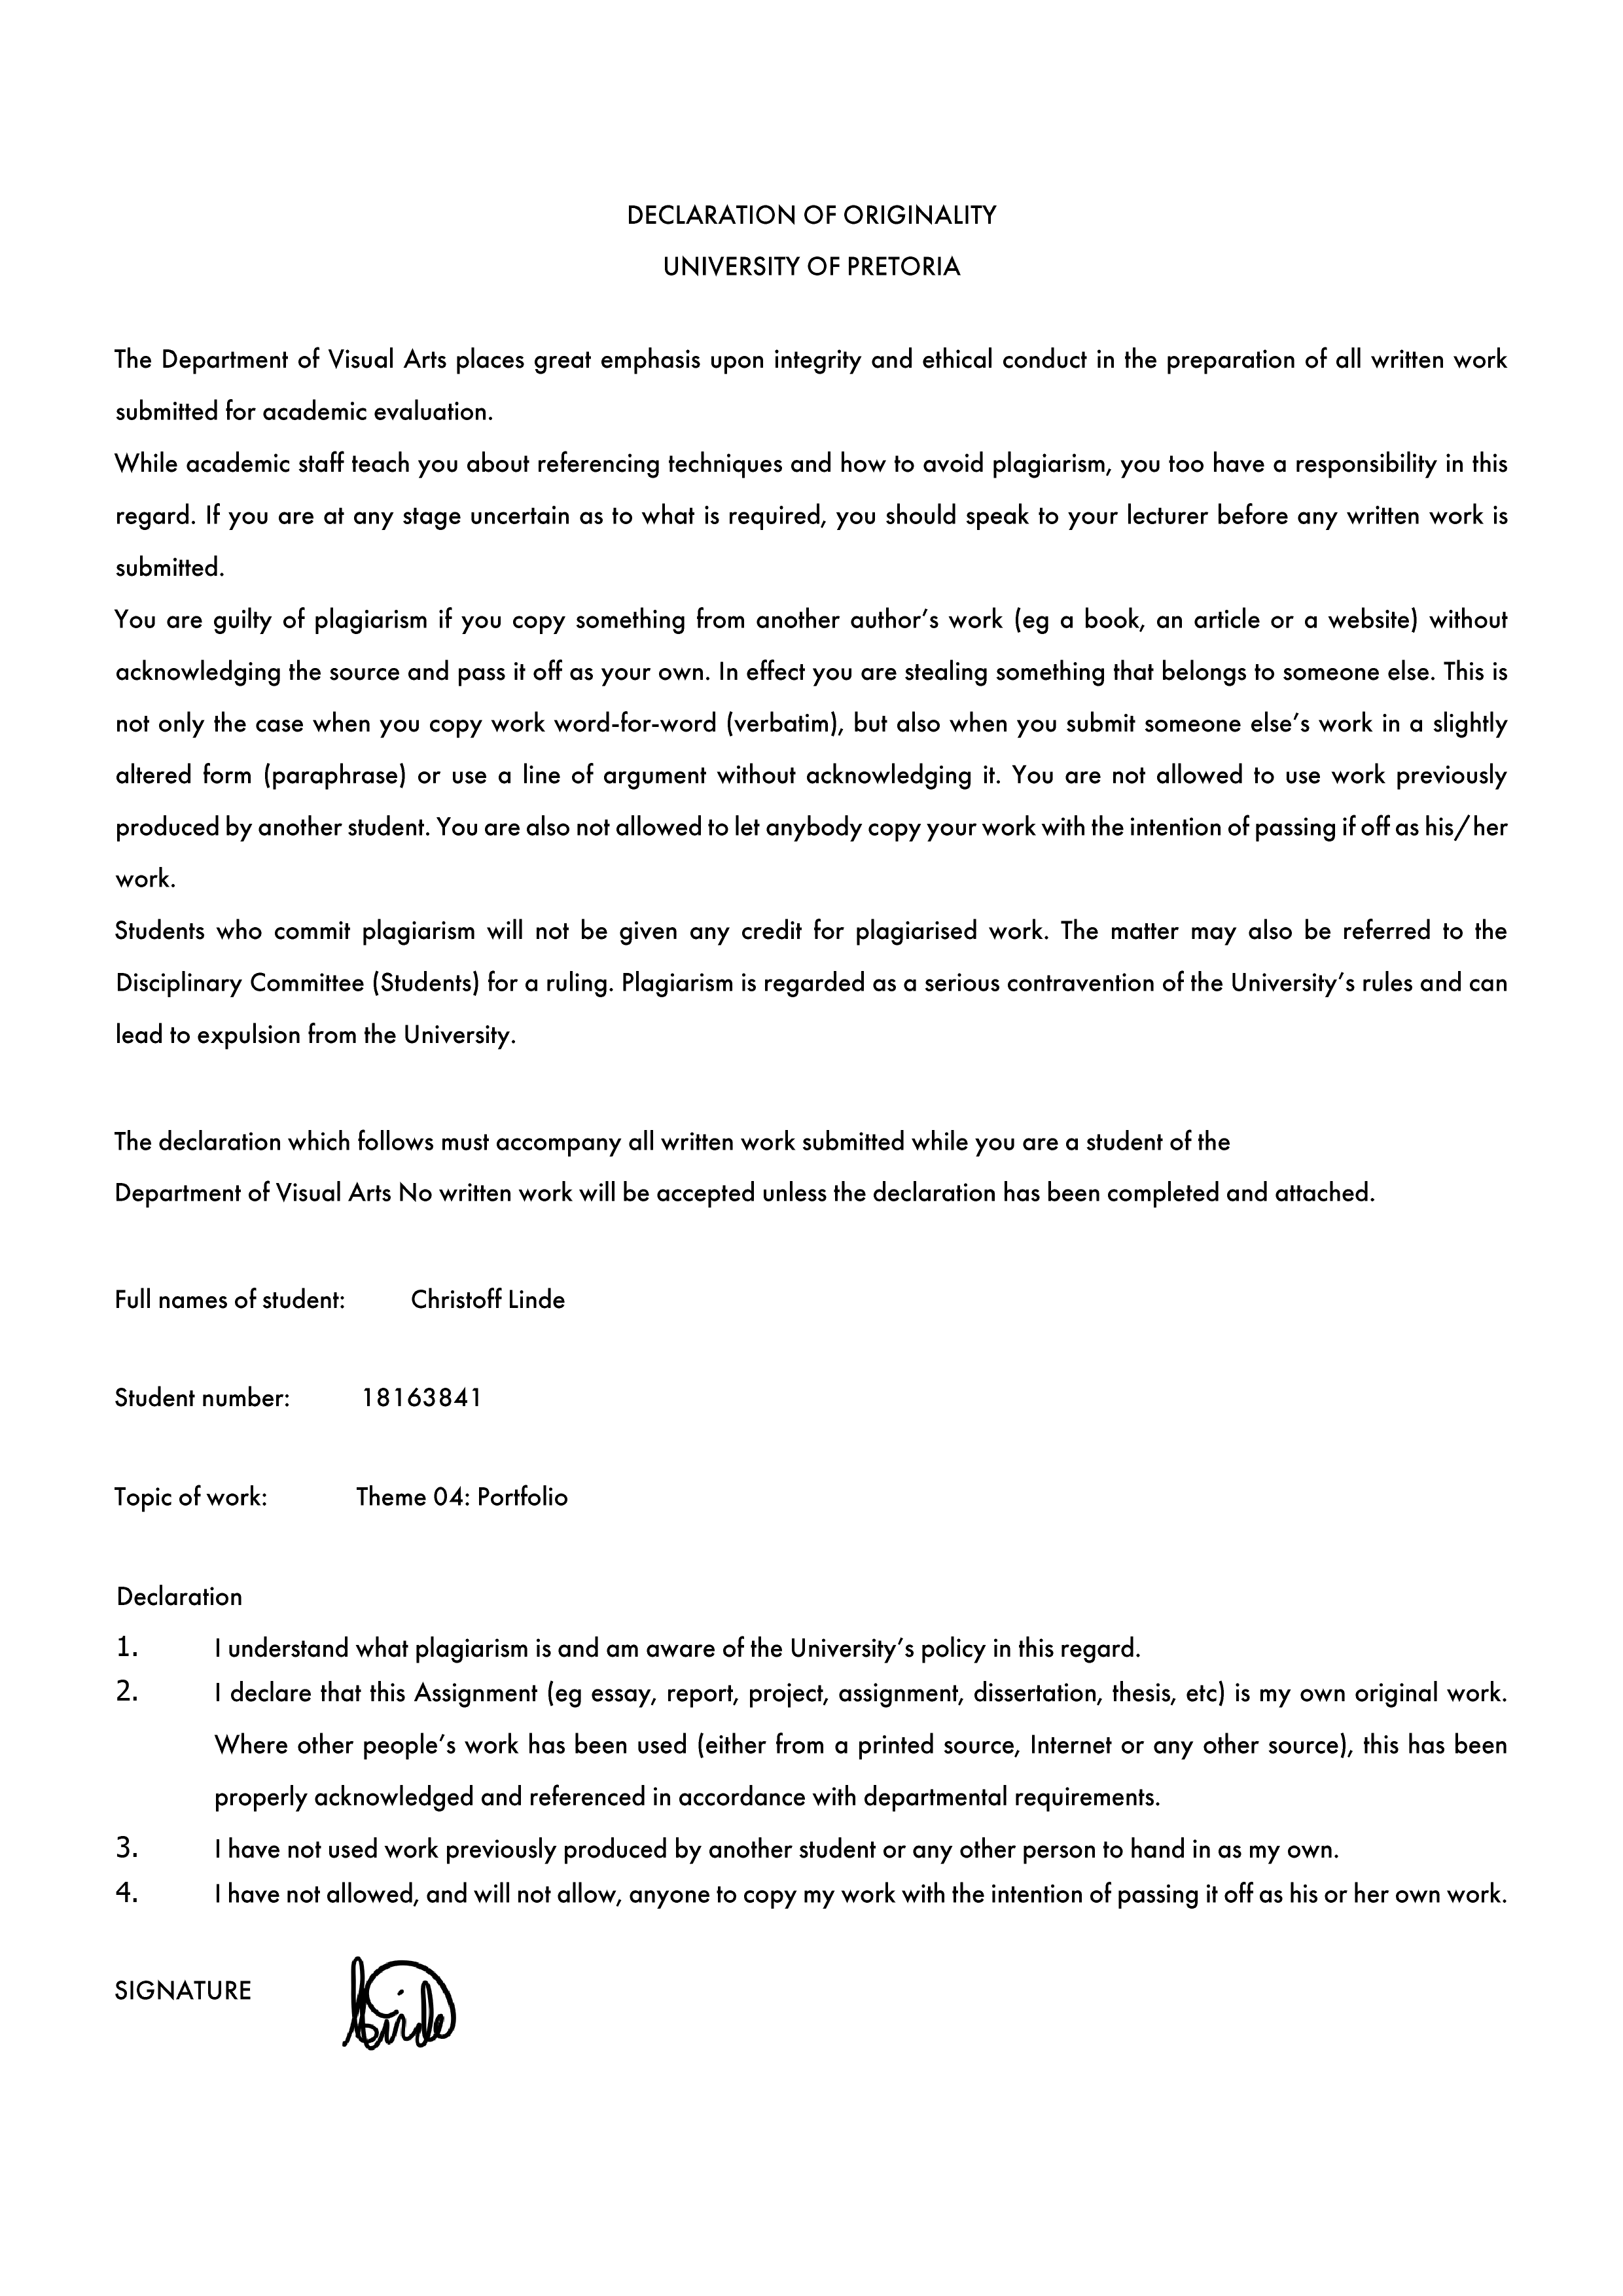 DECLARATION OF ORIGINALITY
UNIVERSITY OF PRETORIA
The Department of Visual Arts places great emphasis upon integrity and ethical conduct in the preparation of all written work
submitted for academic evaluation.
While academic staff teach you about referencing techniques and how to avoid plagiarism, you too have a responsibility in this
regard. If you are at any stage uncertain as to what is required, you should speak to your lecturer before any written work is
submitted.
You are guilty of plagiarism if you copy something from another author’s work (eg a book, an article or a website) without
acknowledging the source and pass it off as your own. In effect you are stealing something that belongs to someone else. This is
not only the case when you copy work word-for-word (verbatim), but also when you submit someone else’s work in a slightly
altered form (paraphrase) or use a line of argument without acknowledging it. You are not allowed to use work previously
produced by another student. You are also not allowed to let anybody copy your work with the intention of passing if off as his/her
work.
Students who commit plagiarism will not be given any credit for plagiarised work. The matter may also be referred to the
Disciplinary Committee (Students) for a ruling. Plagiarism is regarded as a serious contravention of the University’s rules and can
lead to expulsion from the University.
The declaration which follows must accompany all written work submitted while you are a student of the
Department of Visual Arts No written work will be accepted unless the declaration has been completed and attached.
Full names of student: Christoff Linde
Student number: 18163841
Topic of work: Theme 04: Portfolio
Declaration
1. I understand what plagiarism is and am aware of the University’s policy in this regard.
2. I declare that this Assignment (eg essay, report, project, assignment, dissertation, thesis, etc) is my own original work.
Where other people’s work has been used (either from a printed source, Internet or any other source), this has been
properly acknowledged and referenced in accordance with departmental requirements.
3. I have not used work previously produced by another student or any other person to hand in as my own.
4. I have not allowed, and will not allow, anyone to copy my work with the intention of passing it off as his or her own work.
SIGNATURE Linde